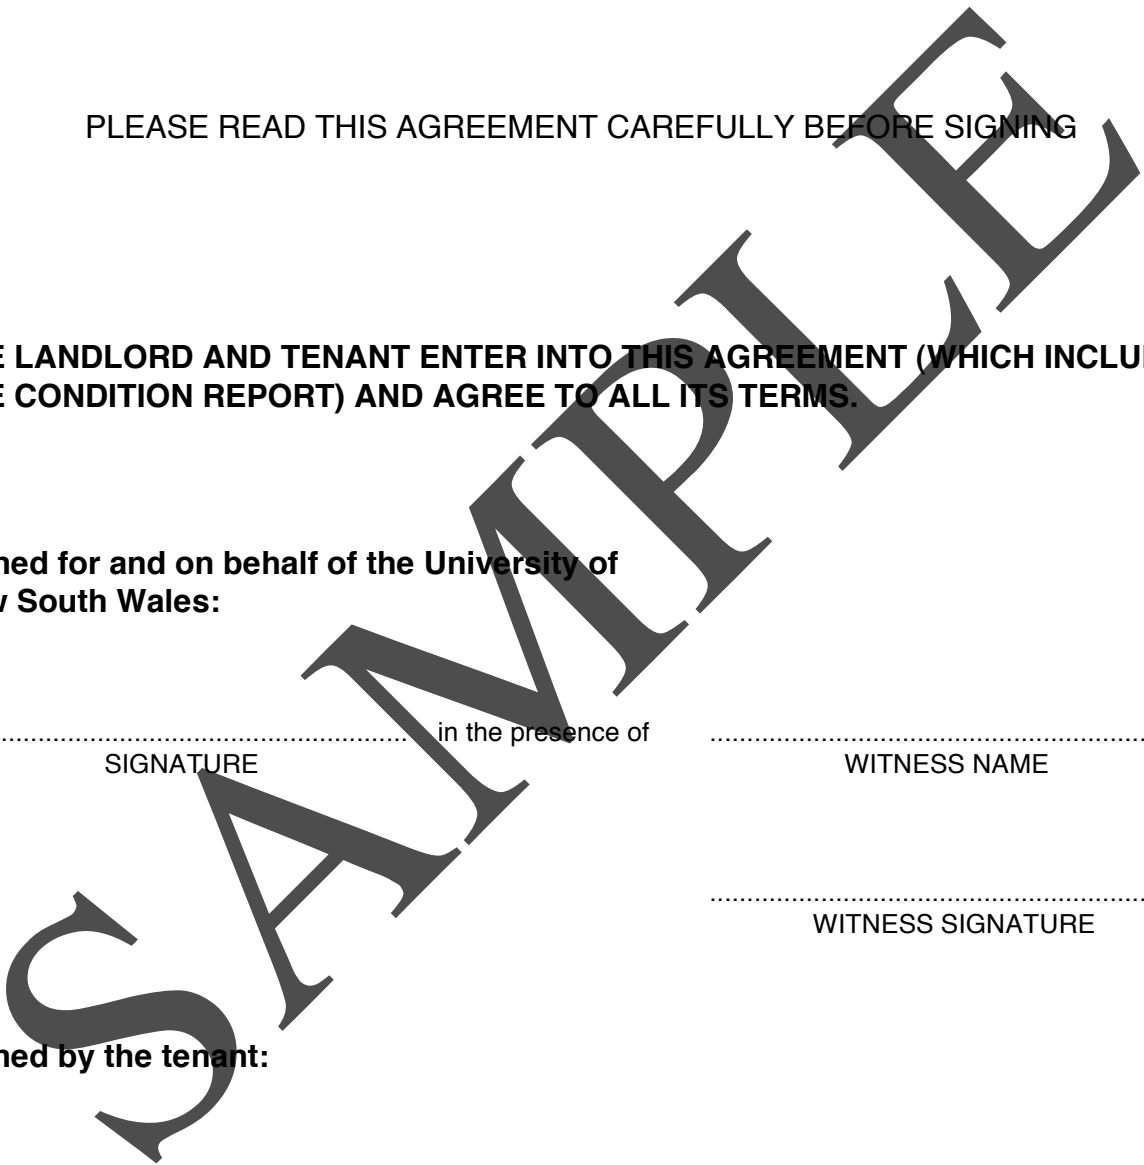 PLEASE READ THIS AGREEMENT CAREFULLY BEFORE SIGNING
E LANDLORD AND TENANT ENTER INTO THIS AGREEMENT (WHICH INCLU
E CONDITION REPORT) AND AGREE TO ALL ITS TERMS.
ned for and on behalf of the University of
w South Wales:
.......................................................... in the presence of ..........................................................
SIGNATURE WITNESS NAME
..........................................................
WITNESS SIGNATURE
ned by the tenant:
SAMPLE